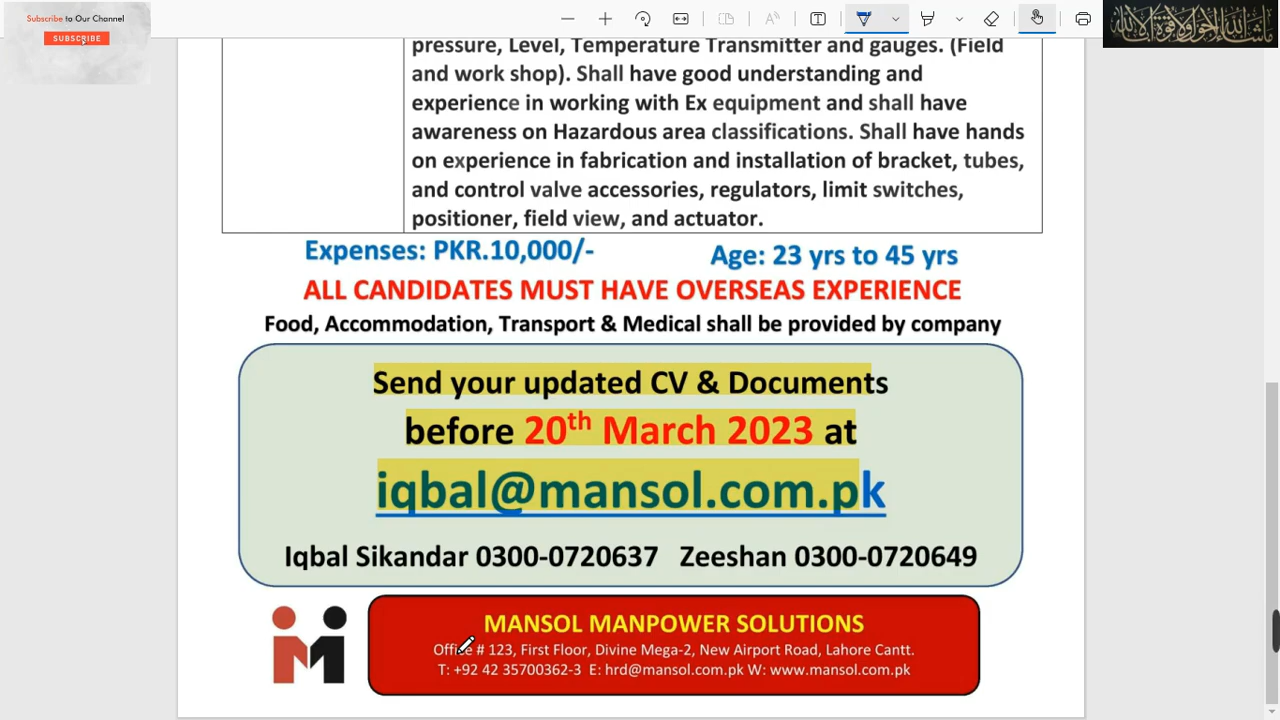 Subscribe to Our Channel
SUBSCRIBE
pressure, Level, Temperature Transmitter and gauges. (Field
and work shop). Shall have good understanding and
experience in working with Ex equipment and shall have
awareness on Hazardous area classifications. Shall have hands
on experience in fabrication and installation of bracket, tubes,
and control valve accessories, regulators, limit switches,
positioner, field view, and actuator.
Expenses: PKR.10,000/- Age: 23 yrs to 45 yrs
ALL CANDIDATES MUST HAVE OVERSEAS EXPERIENCE
Food, Accommodation, Transport & Medical shall be provided by company
Send your updated CV & Documents
before 20th March 2023 at
iqbal@mansol.com.pk
Iqbal Sikandar 0300-0720637 Zeeshan 0300-0720649
MANSOL MANPOWER SOLUTIONS
Office # 123, First Floor, Divine Mega-2, New Airport Road, Lahore Cantt.
T: +92 42 35700362-3 E: hrd@mansol.com.pk W: www.mansol.com.pk